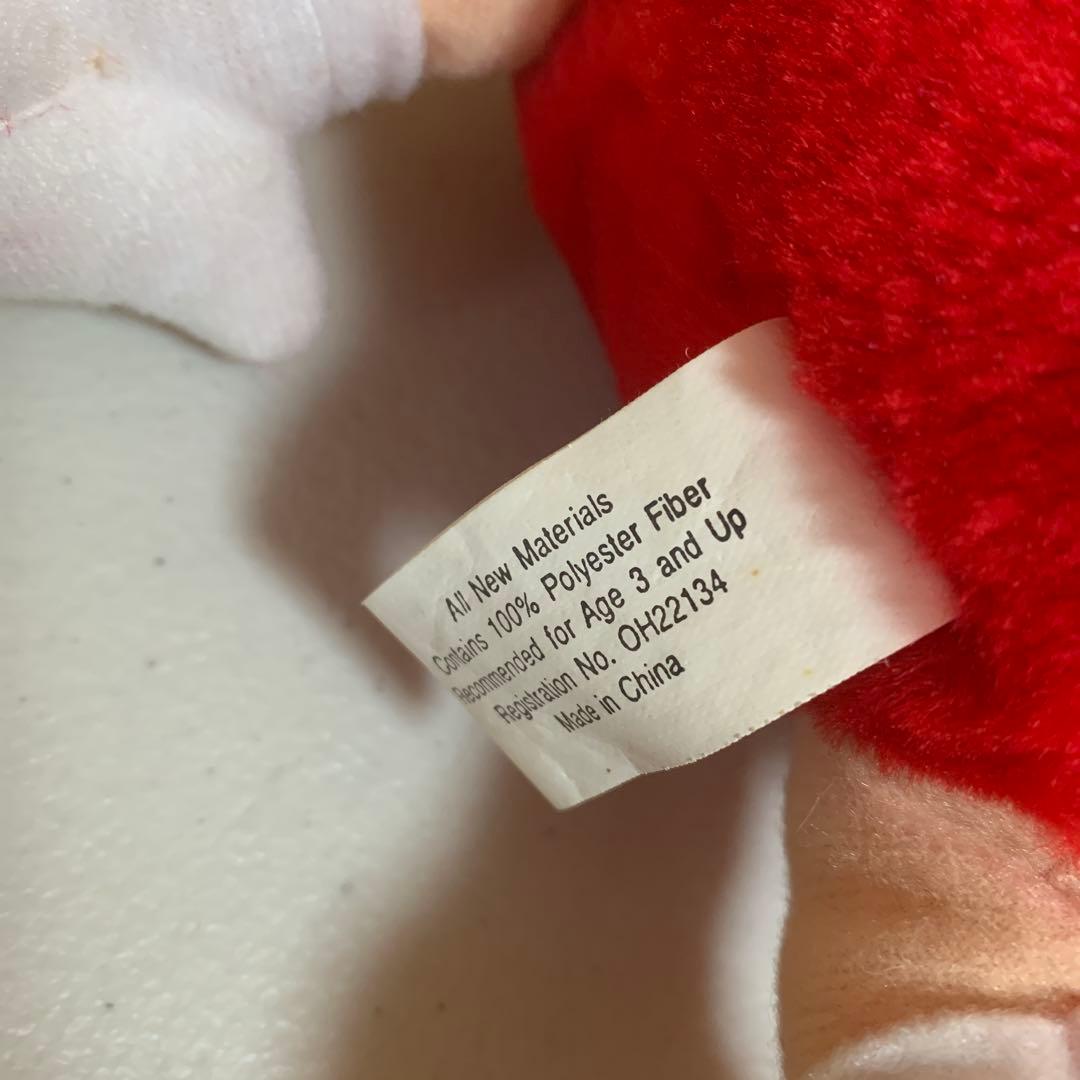 All New Materials
Contains 100% Polyester Fiber
Recommended for Age 3 and Up
Registration No. OH22134
Made in China